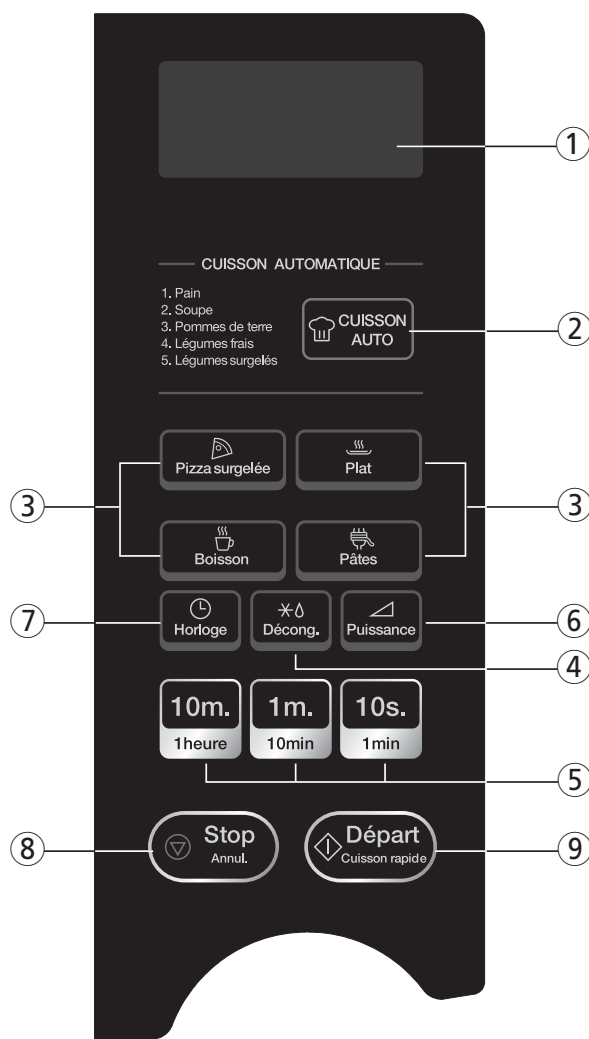 ①
CUISSON AUTOMATIQUE
1. Pain
2. Soupe
3. Pommes de terre
4. Légumes frais
5. Légumes surgelés
CUISSON
AUTO
②
Pizza surgelée
Plat
③
③
Boisson
Pâtes
⑦
Horloge
Décong.
Puissance
⑥
④
10m.
1m.
10s.
1heure
10min
1min
⑤
⑧
Stop
Annul.
Départ
Cuisson rapide
⑨